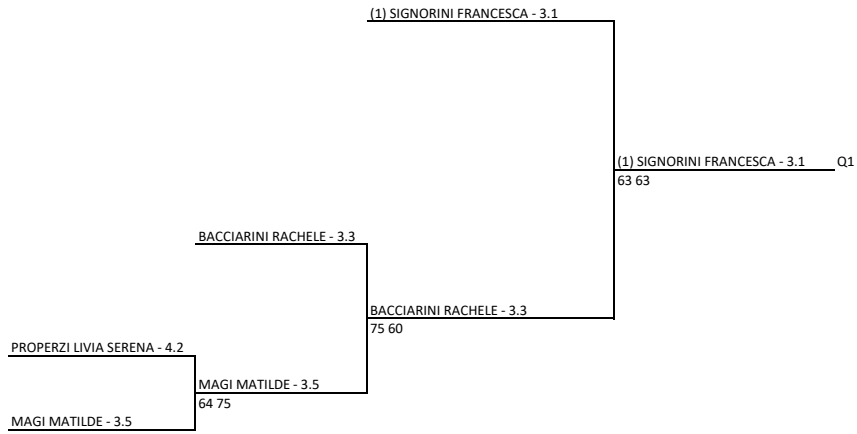 (1) SIGNORINI FRANCESCA - 3.1
(1) SIGNORINI FRANCESCA - 3.1 Q1
63 63
BACCIARINI RACHELE - 3.3
BACCIARINI RACHELE - 3.3
75 60
PROPERZI LIVIA SERENA - 4.2
MAGI MATILDE - 3.5
64 75
MAGI MATILDE - 3.5